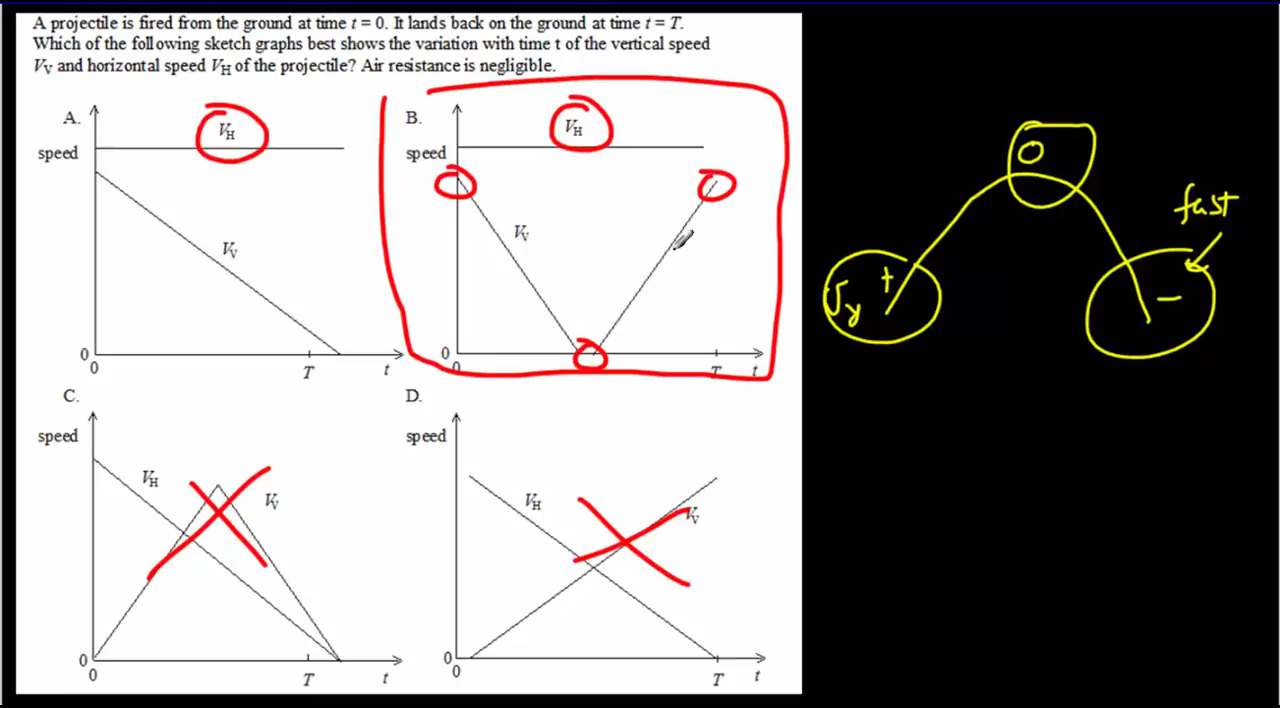 A projectile is fired from the ground at time t = 0. It lands back on the ground at time t = T.
Which of the following sketch graphs best shows the variation with time t of the vertical speed
VV and horizontal speed VH of the projectile? Air resistance is negligible.
A.
VH
speed
VV
0
0
T
t
B.
VH
speed
VV
0
0
T
t
C.
speed
VH
VV
0
0
T
t
D.
speed
VH
VV
0
0
T
t
0
fast
Vy +
−